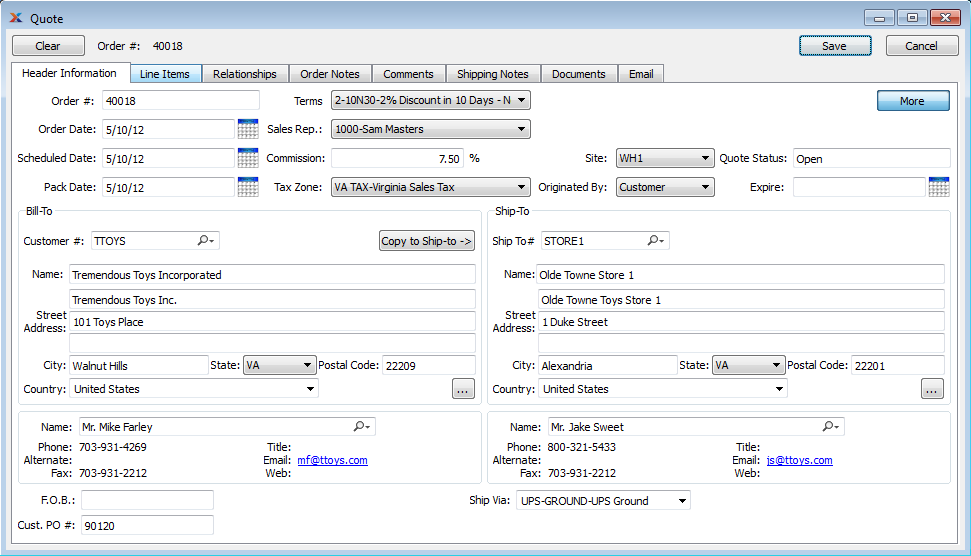 Quote
Clear Order #: 40018 Save Cancel
Header Information Line Items Relationships Order Notes Comments Shipping Notes Documents Email
Order #: 40018 Terms 2-10N30-2% Discount in 10 Days - N More
Order Date: 5/10/12 Sales Rep.: 1000-Sam Masters
Scheduled Date: 5/10/12 Commission: 7.50 % Site: WH1 Quote Status: Open
Pack Date: 5/10/12 Tax Zone: VA TAX-Virginia Sales Tax Originated By: Customer Expire:
Bill-To Ship-To
Customer #: TTOYS Copy to Ship-to -> Ship To# STORE1
Name: Tremendous Toys Incorporated Name: Olde Towne Store 1
Tremendous Toys Inc. Olde Towne Toys Store 1
Street Address: 101 Toys Place Street Address: 1 Duke Street
City: Walnut Hills State: VA Postal Code: 22209 City: Alexandria State: VA Postal Code: 22201
Country: United States ... Country: United States ...
Name: Mr. Mike Farley Name: Mr. Jake Sweet
Phone: 703-931-4269 Title: Phone: 800-321-5433 Title:
Alternate: Email: mf@ttoys.com Alternate: Email: js@ttoys.com
Fax: 703-931-2212 Web: Fax: 703-931-2212 Web:
F.O.B.: Ship Via: UPS-GROUND-UPS Ground
Cust. PO #: 90120